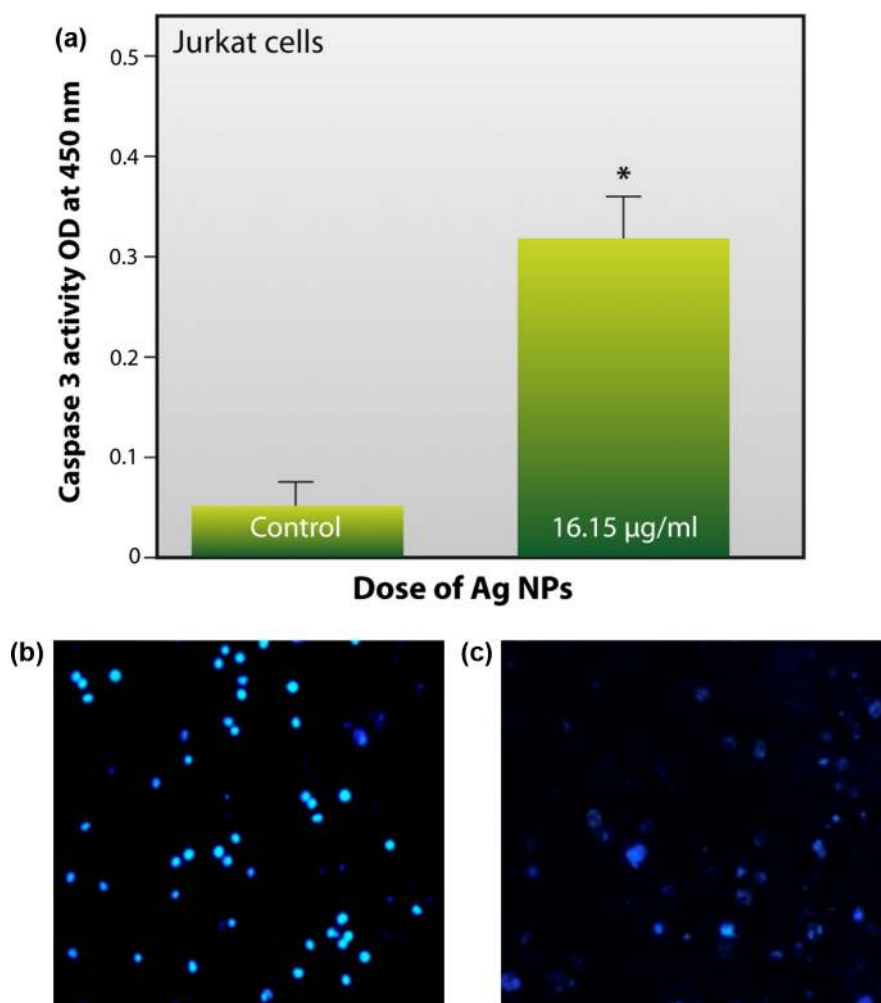 (a)
Jurkat cells
Caspase 3 activity OD at 450 nm
0.5
0.4
0.3
0.2
0.1
0
*
Control
16.15 µg/ml
Dose of Ag NPs
(b)
(c)